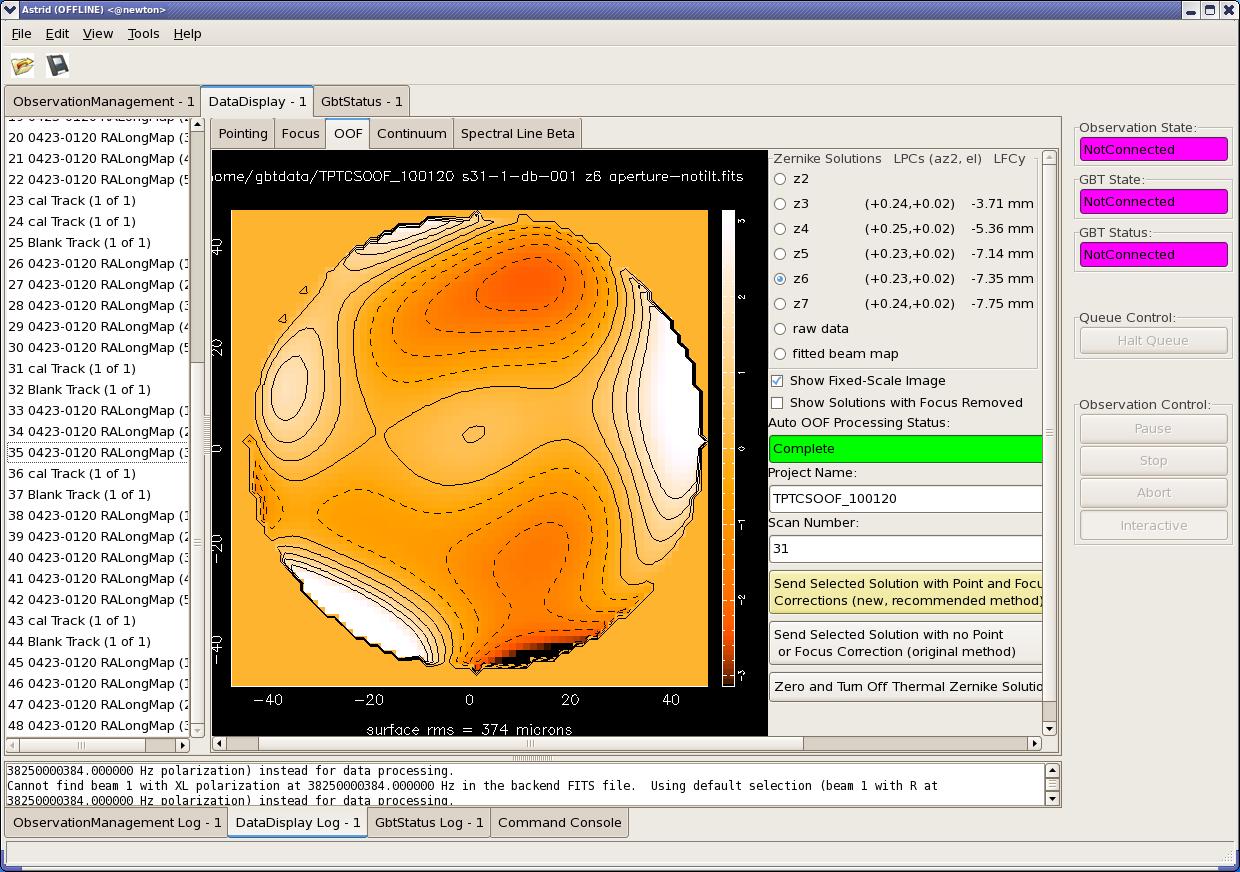 Astrid (OFFLINE) <@newton>
File Edit View Tools Help
ObservationManagement - 1 DataDisplay - 1 GbtStatus - 1
20 0423-0120 RALongMap (3
21 0423-0120 RALongMap (4
22 0423-0120 RALongMap (5
23 cal Track (1 of 1)
24 cal Track (1 of 1)
25 Blank Track (1 of 1)
26 0423-0120 RALongMap (1
27 0423-0120 RALongMap (2
28 0423-0120 RALongMap (3
29 0423-0120 RALongMap (4
30 0423-0120 RALongMap (5
31 cal Track (1 of 1)
32 Blank Track (1 of 1)
33 0423-0120 RALongMap (1
34 0423-0120 RALongMap (2
35 0423-0120 RALongMap (3
36 cal Track (1 of 1)
37 Blank Track (1 of 1)
38 0423-0120 RALongMap (1
39 0423-0120 RALongMap (2
40 0423-0120 RALongMap (3
41 0423-0120 RALongMap (4
42 0423-0120 RALongMap (5
43 cal Track (1 of 1)
44 Blank Track (1 of 1)
45 0423-0120 RALongMap (1
46 0423-0120 RALongMap (1
47 0423-0120 RALongMap (2
48 0423-0120 RALongMap (3
Pointing Focus OOF Continuum Spectral Line Beta
ome/gbtdata/TPTCSOOF_100120 s31-1-db-001 z6 aperture-notilt.fits
40
20
0
−20
−40
−40 −20 0 20 40
3
2
1
0
−1
−2
−3
surface rms = 374 microns
Zernike Solutions LPCs (az2, el) LFCy
z2
z3 (+0.24,+0.02) -3.71 mm
z4 (+0.25,+0.02) -5.36 mm
z5 (+0.23,+0.02) -7.14 mm
z6 (+0.23,+0.02) -7.35 mm
z7 (+0.24,+0.02) -7.75 mm
raw data
fitted beam map
Show Fixed-Scale Image
Show Solutions with Focus Removed
Auto OOF Processing Status:
Complete
Project Name:
TPTCSOOF_100120
Scan Number:
31
Send Selected Solution with Point and Focu
Corrections (new, recommended method)
Send Selected Solution with no Point
or Focus Correction (original method)
Zero and Turn Off Thermal Zernike Solutio
Observation State:
NotConnected
GBT State:
NotConnected
GBT Status:
NotConnected
Queue Control:
Halt Queue
Observation Control:
Pause
Stop
Abort
Interactive
38250000384.000000 Hz polarization) instead for data processing.
Cannot find beam 1 with XL polarization at 38250000384.000000 Hz in the backend FITS file.  Using default selection (beam 1 with R at
38250000384.000000 Hz polarization) instead for data processing.
ObservationManagement Log - 1 DataDisplay Log - 1 GbtStatus Log - 1 Command Console